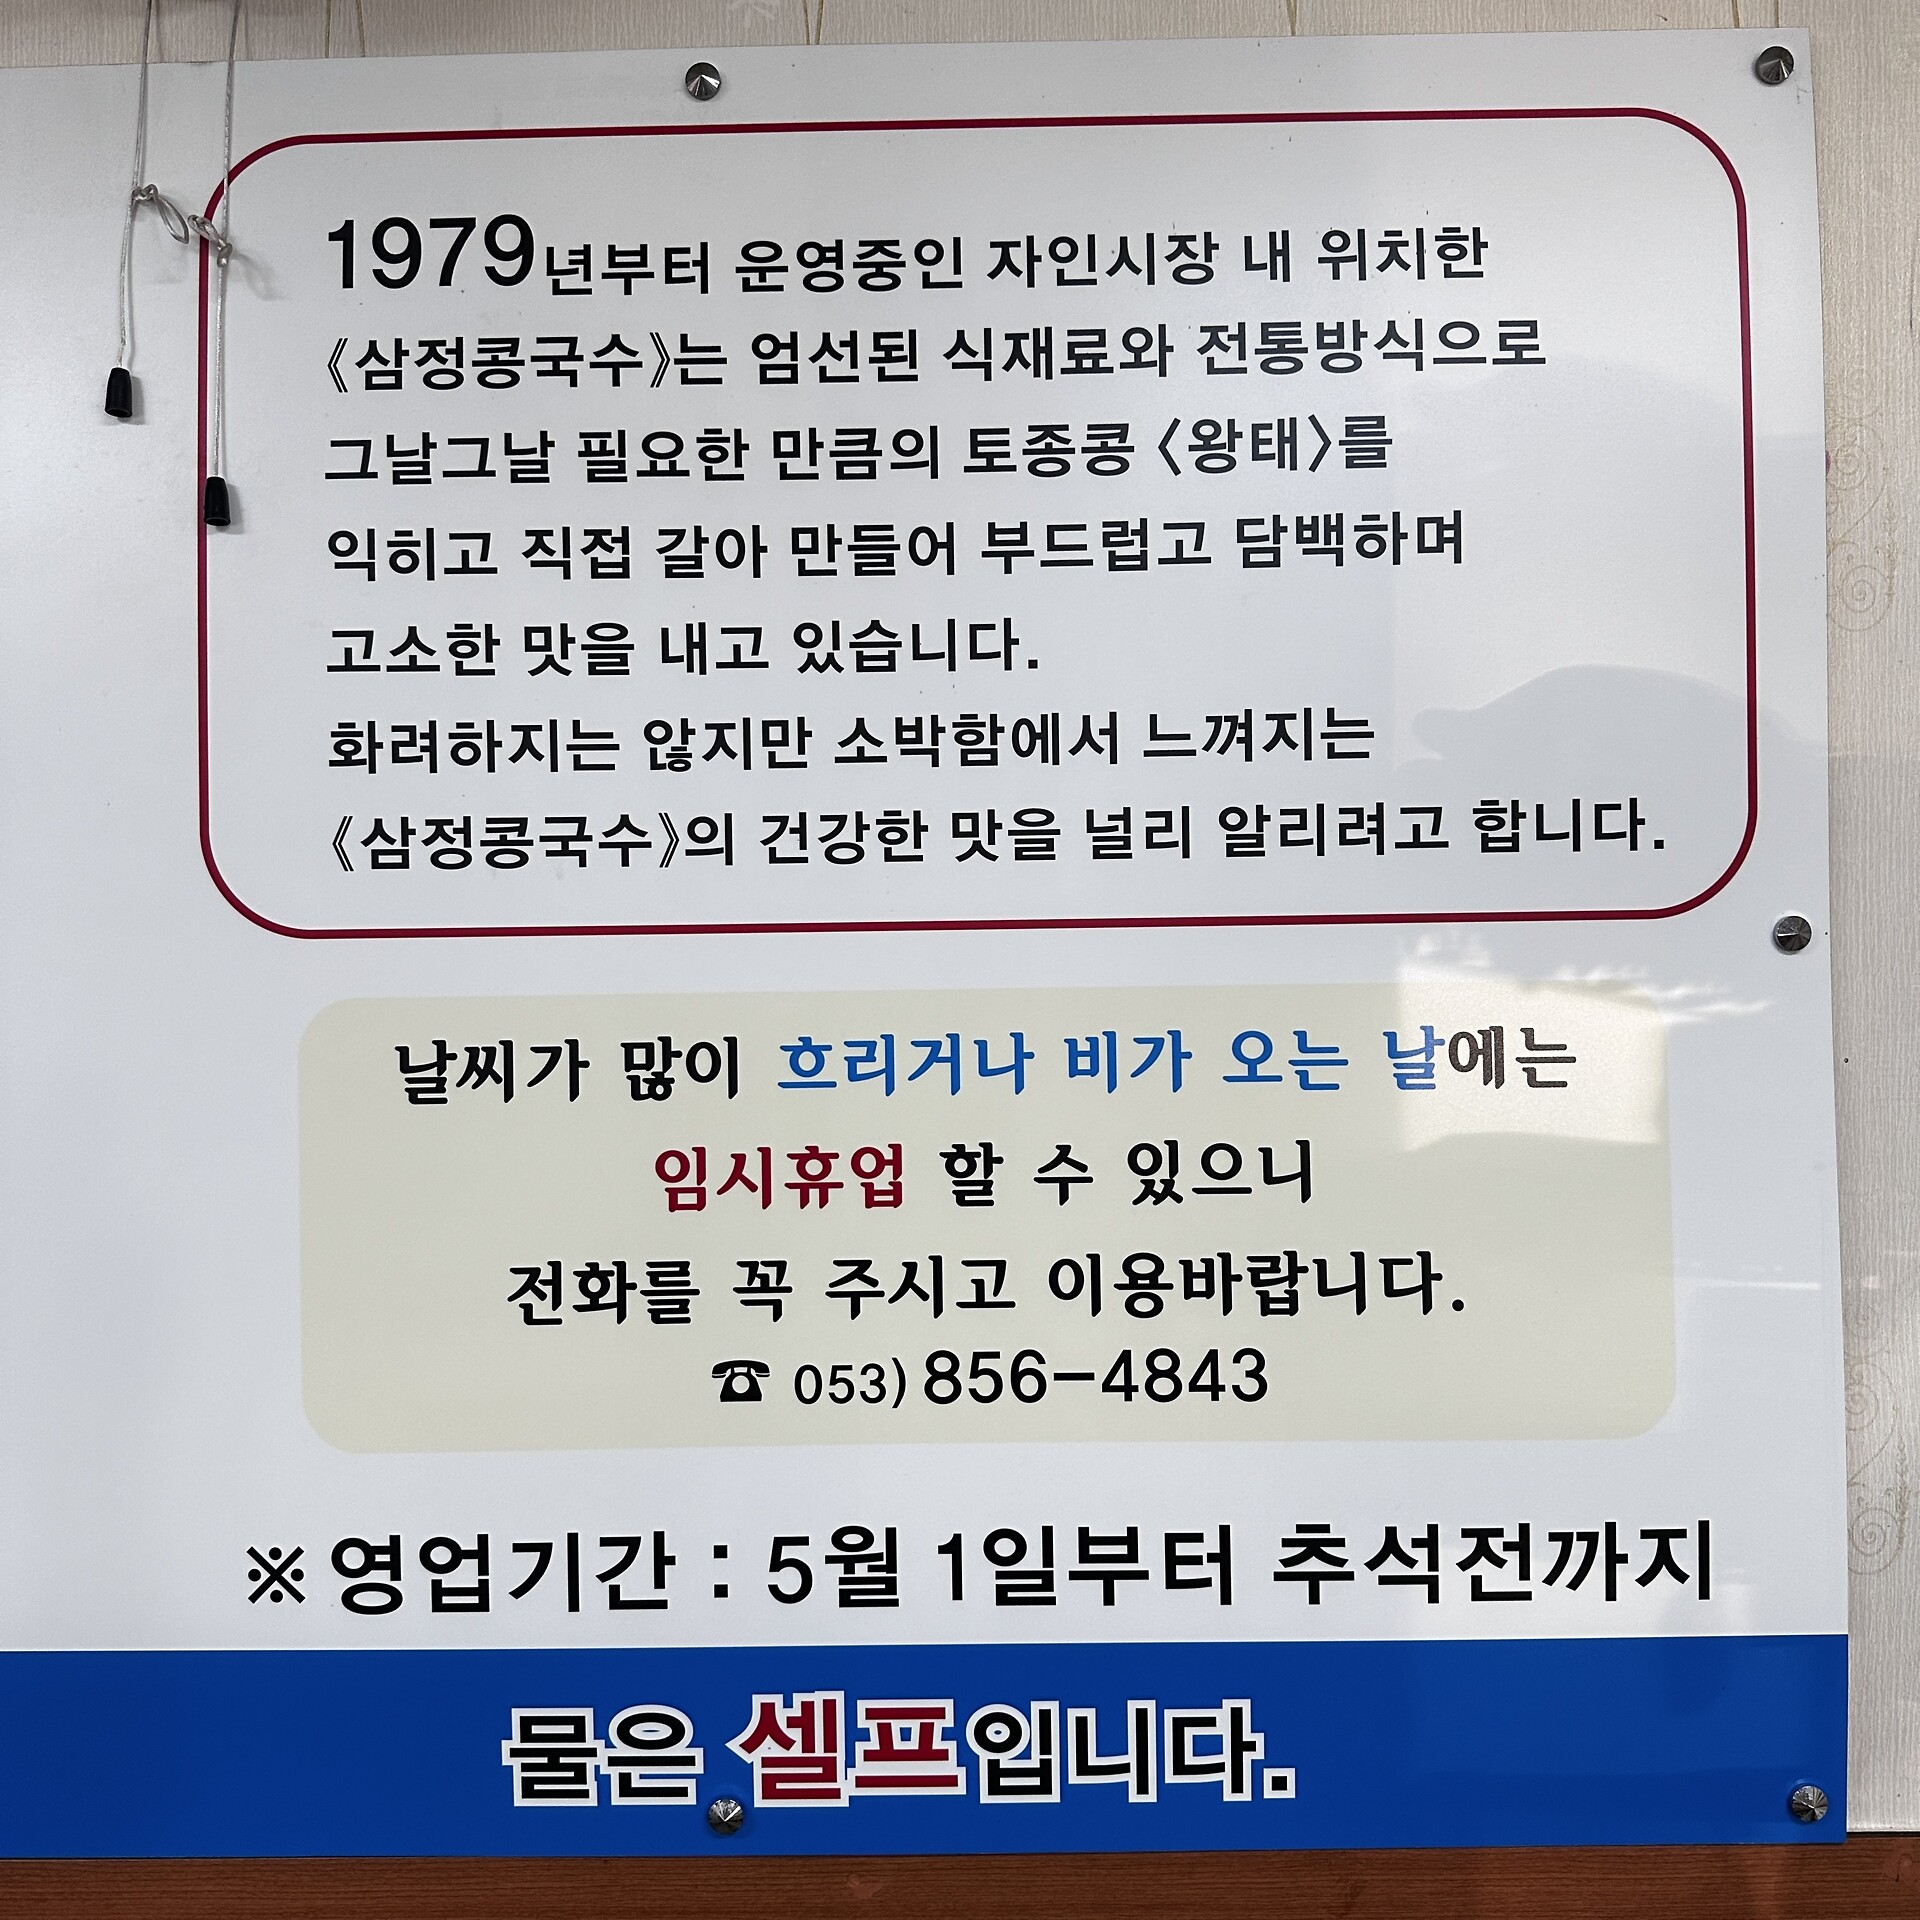 1979년부터 운영중인 자인시장 내 위치한
《삼정콩국수》는 엄선된 식재료와 전통방식으로
그날그날 필요한 만큼의 토종콩 〈왕태〉를
익히고 직접 갈아 만들어 부드럽고 담백하며
고소한 맛을 내고 있습니다.
화려하지는 않지만 소박함에서 느껴지는
《삼정콩국수》의 건강한 맛을 널리 알리려고 합니다.
날씨가 많이 흐리거나 비가 오는 날에는
임시휴업 할 수 있으니
전화를 꼭 주시고 이용바랍니다.
☎ 053) 856-4843
※ 영업기간 : 5월 1일부터 추석전까지
물은 셀프입니다.